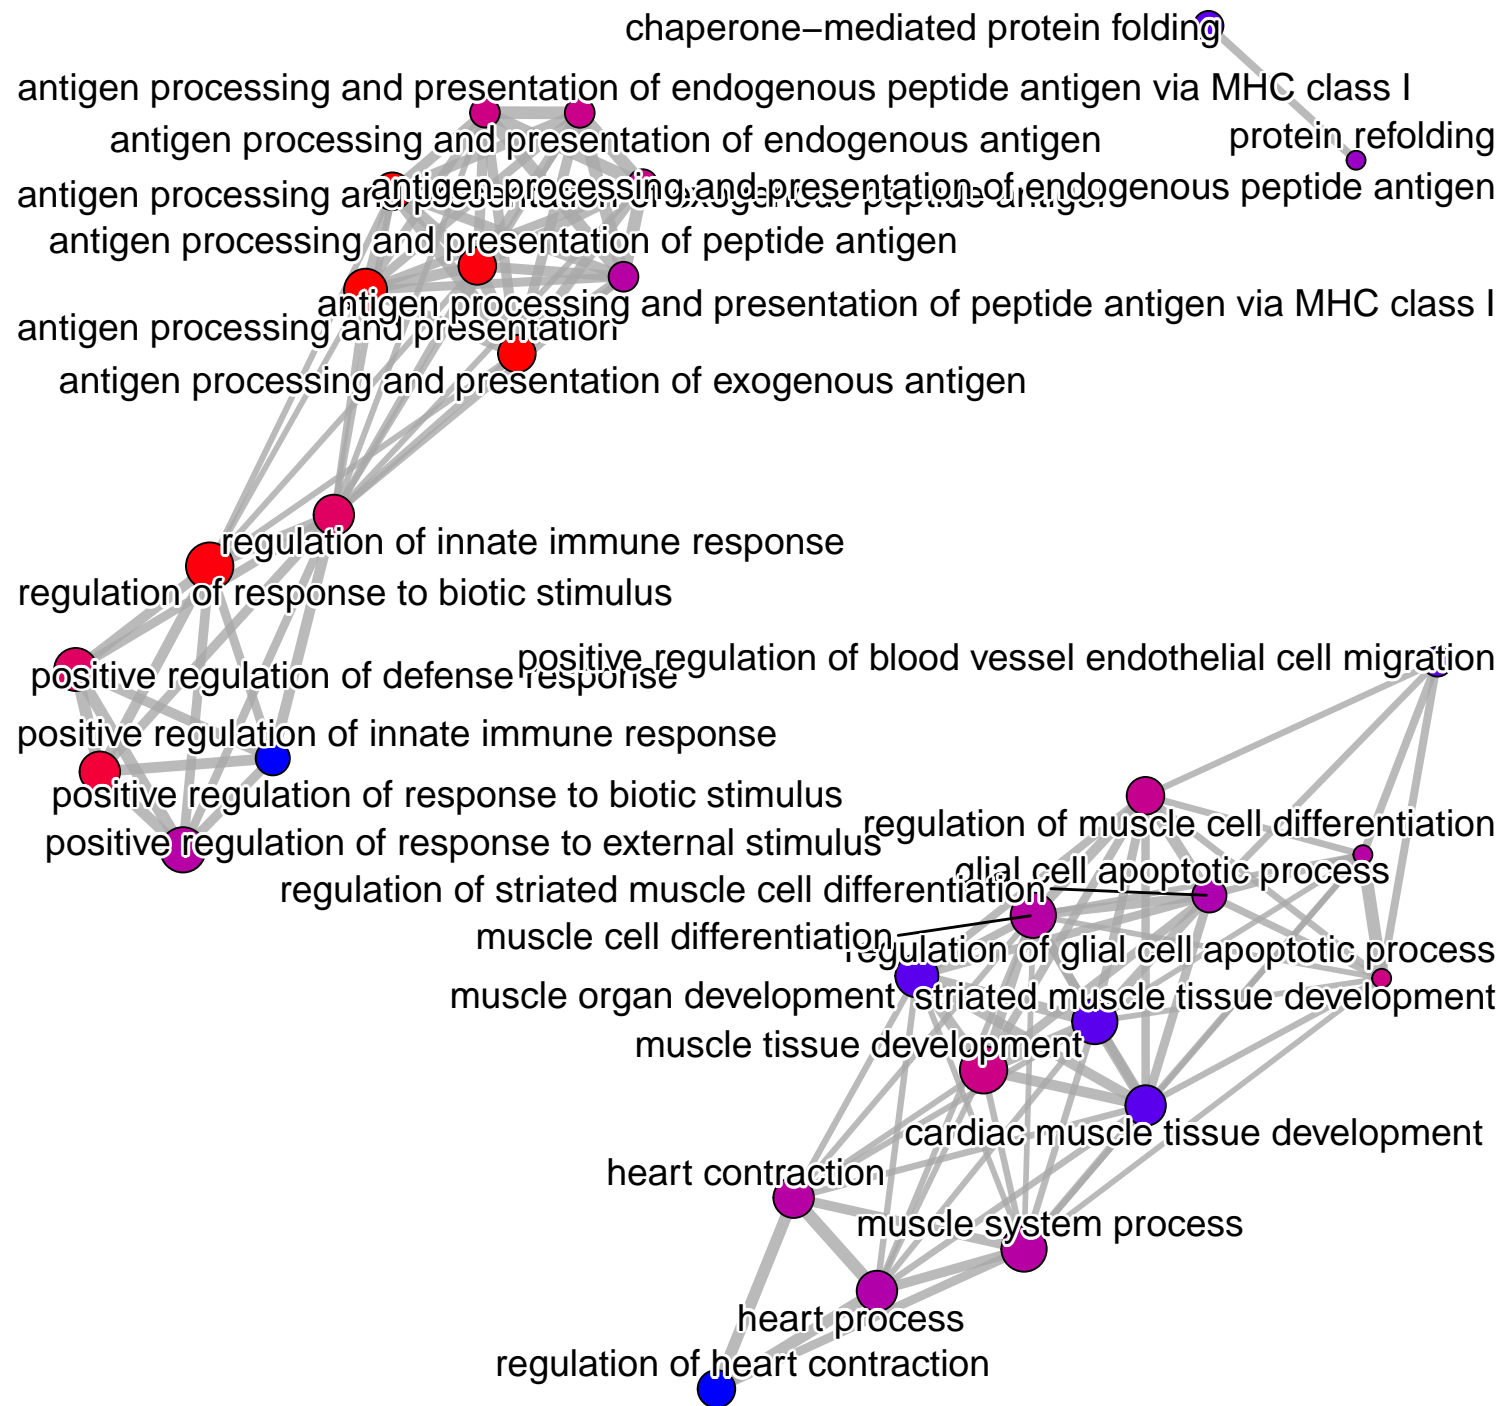 chaperone−mediated protein folding
antigen processing and presentation of endogenous peptide antigen via MHC class I
protein refolding
antigen processing and presentation of endogenous antigen
antigen processing and presentation of endogenous peptide antigen
antigen processing and presentation of exogenous peptide antigen
antigen processing and presentation of peptide antigen
antigen processing and presentation of peptide antigen via MHC class I
antigen processing and presentation
antigen processing and presentation of exogenous antigen
regulation of innate immune response
regulation of response to biotic stimulus
positive regulation of blood vessel endothelial cell migration
positive regulation of defense response
positive regulation of innate immune response
positive regulation of response to biotic stimulus
regulation of muscle cell differentiation
positive regulation of response to external stimulus
glial cell apoptotic process
regulation of striated muscle cell differentiation
muscle cell differentiation
regulation of glial cell apoptotic process
muscle organ development
striated muscle tissue development
muscle tissue development
cardiac muscle tissue development
heart contraction
muscle system process
heart process
regulation of heart contraction